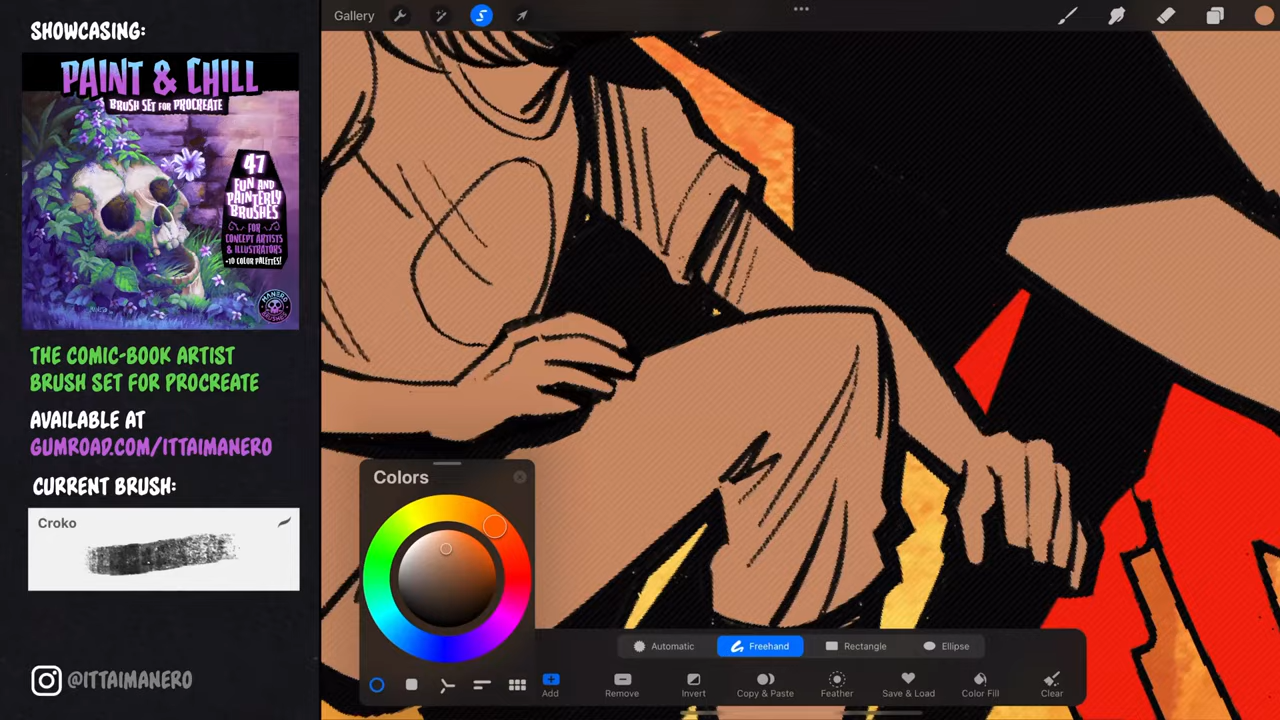 SHOWCASING:
PAINT & CHILL
BRUSH SET FOR PROCREATE
47
FUN AND
PAINTERLY
BRUSHES
FOR
CONCEPT ARTISTS
& ILLUSTRATORS
+10 COLOR PALETTES!
MANERO
BRUSHES
THE COMIC-BOOK ARTIST
BRUSH SET FOR PROCREATE
AVAILABLE AT
GUMROAD.COM/ITTAIMANERO
CURRENT BRUSH:
Croko
@ITTAIMANERO
Gallery
Colors
Automatic
Freehand
Rectangle
Ellipse
Add
Remove
Invert
Copy & Paste
Feather
Save & Load
Color Fill
Clear